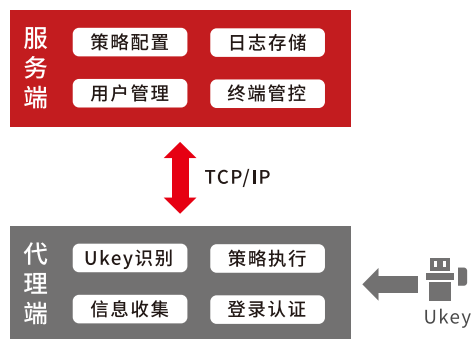 服务端
策略配置
日志存储
用户管理
终端管控
TCP/IP
代理端
Ukey识别
策略执行
信息收集
登录认证
Ukey